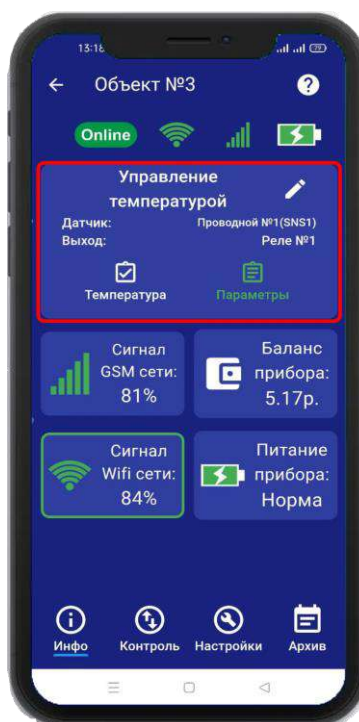 13:18
Объект №3
Online
Управление
температурой
Датчик: Проводной №1(SNS1)
Выход: Реле №1
Температура Параметры
Сигнал
GSM сети:
81%
Баланс
прибора:
5.17р.
Сигнал
Wifi сети:
84%
Питание
прибора:
Норма
Инфо Контроль Настройки Архив